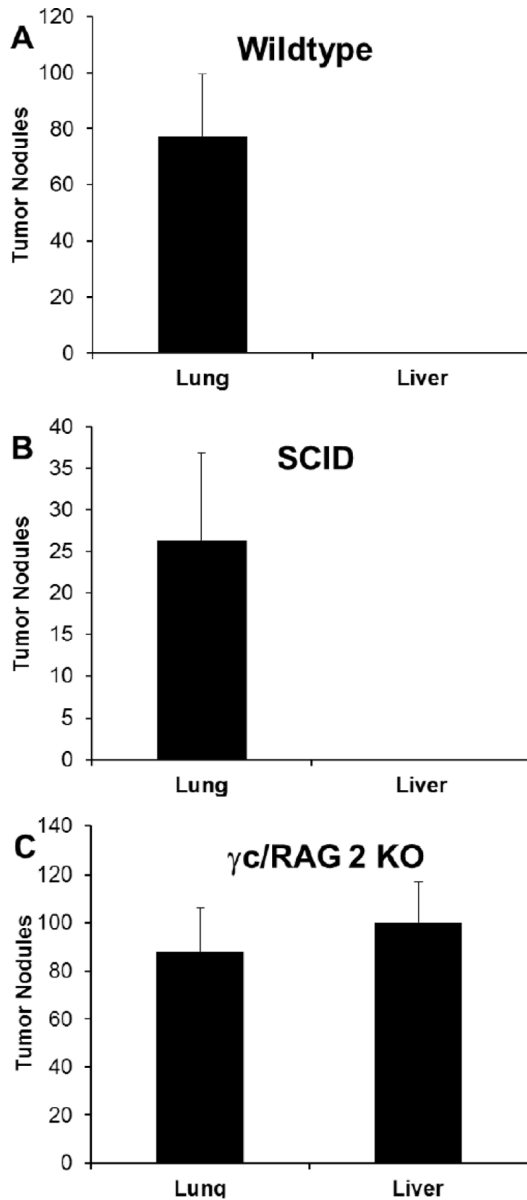 A
Wildtype
Tumor Nodules
120
100
80
60
40
20
0
Lung
Liver
B
SCID
Tumor Nodules
40
35
30
25
20
15
10
5
0
Lung
Liver
C
γc/RAG 2 KO
Tumor Nodules
140
120
100
80
60
40
20
0
Lung
Liver